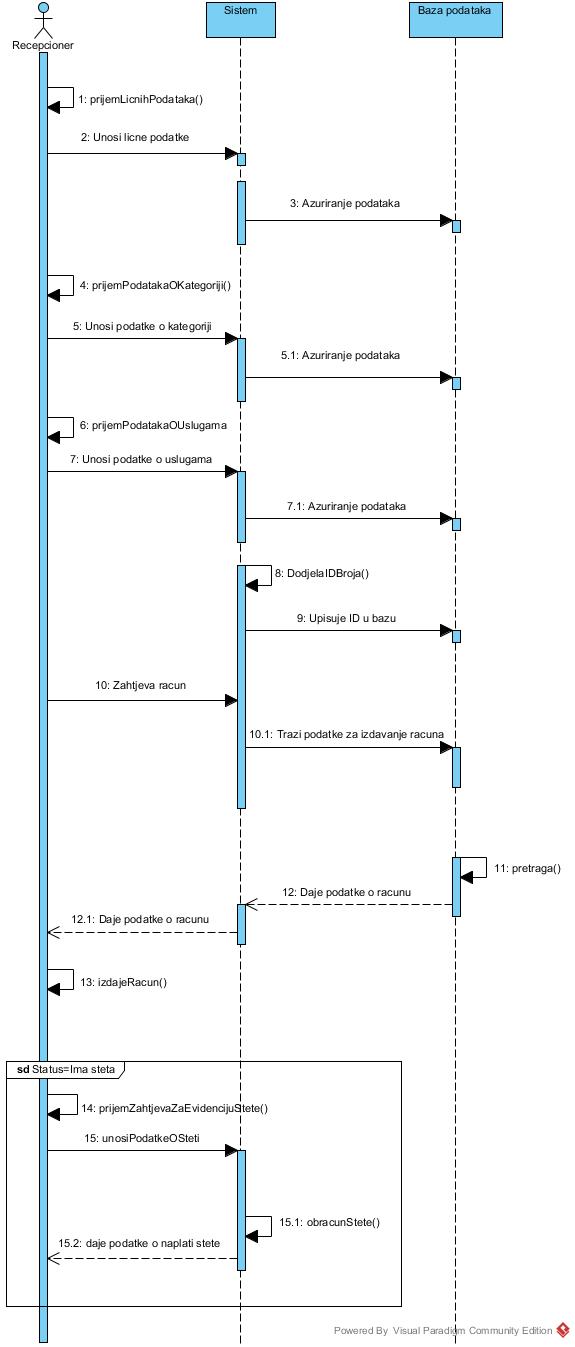 Sistem
Baza podataka
Recepcioner
1: prijemLicnihPodataka()
2: Unosi licne podatke
3: Azuriranje podataka
4: prijemPodatakaOKategoriji()
5: Unosi podatke o kategoriji
5.1: Azuriranje podataka
6: prijemPodatakaOUslugama
7: Unosi podatke o uslugama
7.1: Azuriranje podataka
8: DodjelaIDBroja()
9: Upisuje ID u bazu
10: Zahtjeva racun
10.1: Trazi podatke za izdavanje racuna
11: pretraga()
12: Daje podatke o racunu
12.1: Daje podatke o racunu
13: izdajeRacun()
sd Status=Ima steta
14: prijemZahtjevaZaEvidencijuStete()
15: unosiPodatkeOSteti
15.1: obracunStete()
15.2: daje podatke o naplati stete
Powered By Visual Paradigm Community Edition